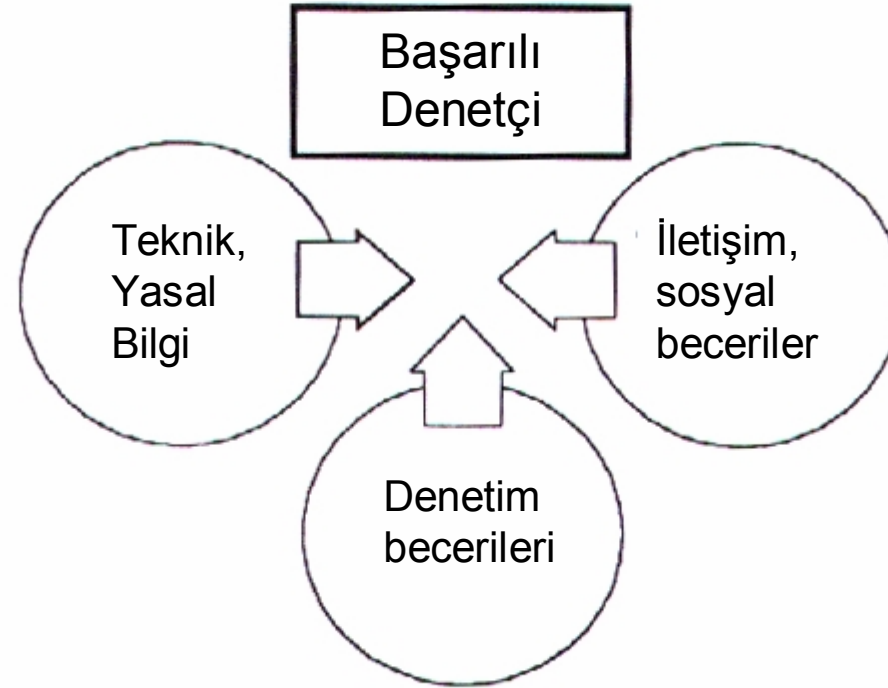 Başarılı
Denetçi
Teknik,
Yasal
Bilgi
İletişim,
sosyal
beceriler
Denetim
becerileri